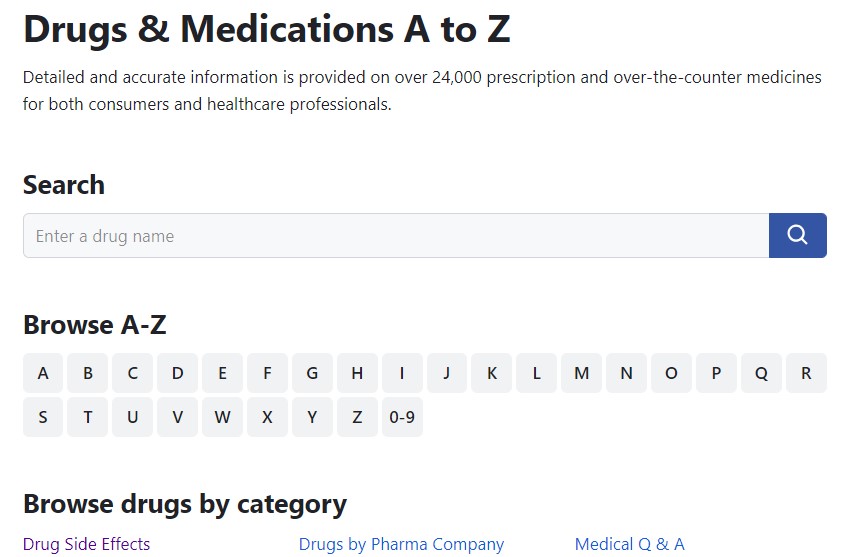 Drugs & Medications A to Z
Detailed and accurate information is provided on over 24,000 prescription and over-the-counter medicines
for both consumers and healthcare professionals.
Search
Enter a drug name
Browse A-Z
A B C D E F G H I J K L M N O P Q R
S T U V W X Y Z 0-9
Browse drugs by category
Drug Side Effects Drugs by Pharma Company Medical Q & A